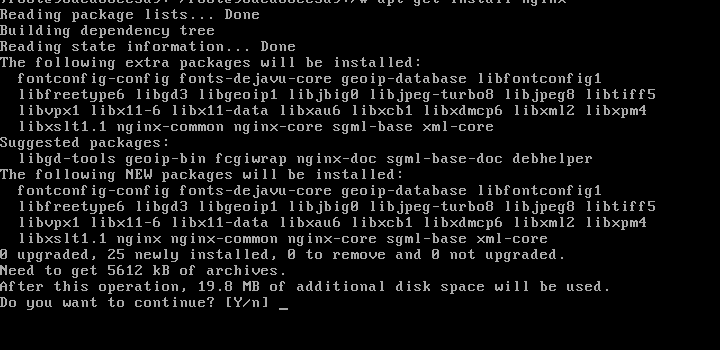 apt-get install nginx
Reading package lists... Done
Building dependency tree
Reading state information... Done
The following extra packages will be installed:
fontconfig-config fonts-dejavu-core geoip-database libfontconfig1
libfreetype6 libgd3 libgeoip1 libjbig0 libjpeg-turbo8 libjpeg8 libtiff5
libvpx1 libx11-6 libx11-data libxau6 libxcb1 libxdmcp6 libxml2 libxpm4
libxslt1.1 nginx-common nginx-core sgml-base xml-core
Suggested packages:
libgd-tools geoip-bin fcgiwrap nginx-doc sgml-base-doc debhelper
The following NEW packages will be installed:
fontconfig-config fonts-dejavu-core geoip-database libfontconfig1
libfreetype6 libgd3 libgeoip1 libjbig0 libjpeg-turbo8 libjpeg8 libtiff5
libvpx1 libx11-6 libx11-data libxau6 libxcb1 libxdmcp6 libxml2 libxpm4
libxslt1.1 nginx nginx-common nginx-core sgml-base xml-core
0 upgraded, 25 newly installed, 0 to remove and 0 not upgraded.
Need to get 5612 kB of archives.
After this operation, 19.8 MB of additional disk space will be used.
Do you want to continue? [Y/n] _